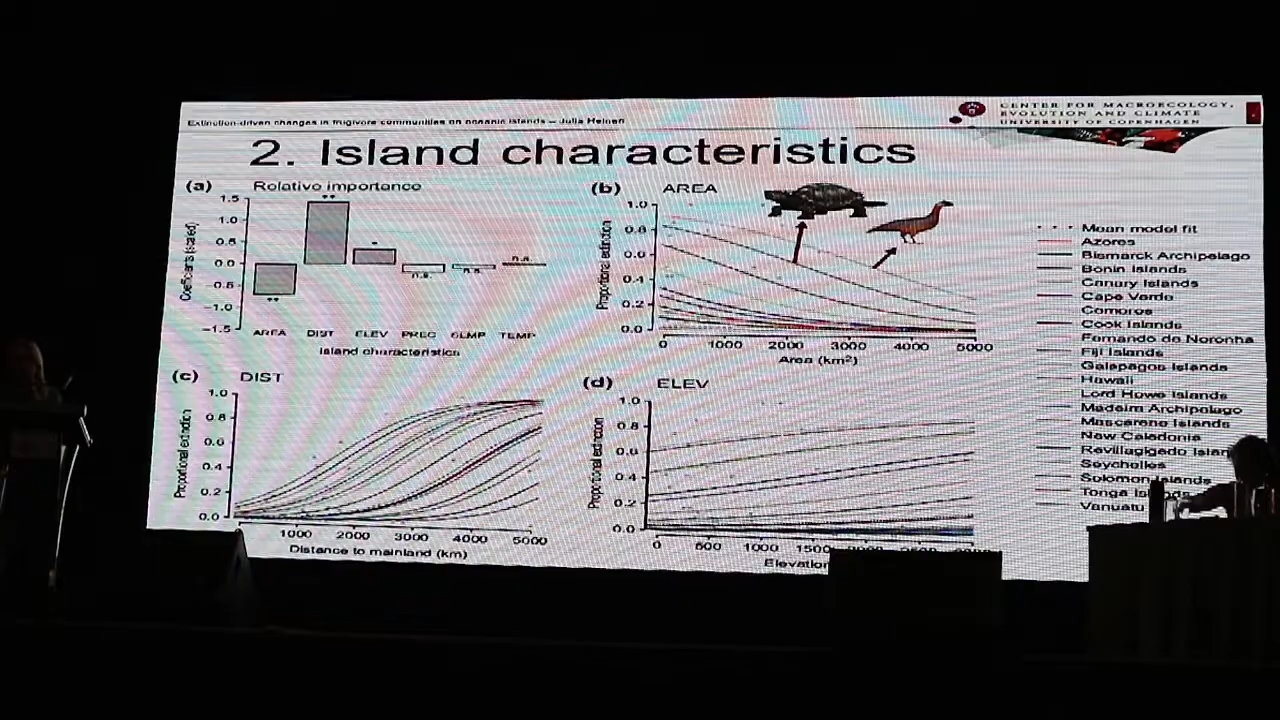 Extinction-driven changes in frugivore communities on oceanic islands – Julia Heinen
CENTER FOR MACROECOLOGY,
EVOLUTION AND CLIMATE
UNIVERSITY OF COPENHAGEN
2. Island characteristics
(a) Relative importance
Coefficients (scaled)
1.5
1.0
0.5
0.0
0.5
−1.0
−1.5
**
**
*
n.s.
n.s.
n.s.
AREA DIST ELEV PREC SLMP TEMP
Island characteristics
(b) AREA
Proportional extinction
1.0
0.8
0.6
0.4
0.2
0.0
0 1000 2000 3000 4000 5000
Area (km²)
(c) DIST
Proportional extinction
1.0
0.8
0.6
0.4
0.2
0.0
1000 2000 3000 4000 5000
Distance to mainland (km)
(d) ELEV
Proportional extinction
1.0
0.8
0.6
0.4
0.2
0.0
0 500 1000 1500 2000 2500
Elevation
Mean model fit
Azores
Bismarck Archipelago
Bonin Islands
Canary Islands
Cape Verde
Comoros
Cook Islands
Fernando de Noronha
Fiji Islands
Galapagos Islands
Hawaii
Lord Howe Islands
Madeira Archipelago
Mascarene Islands
New Caledonia
Revillagigedo Islan
Seychelles
Solomon Islands
Tonga Islands
Vanuatu